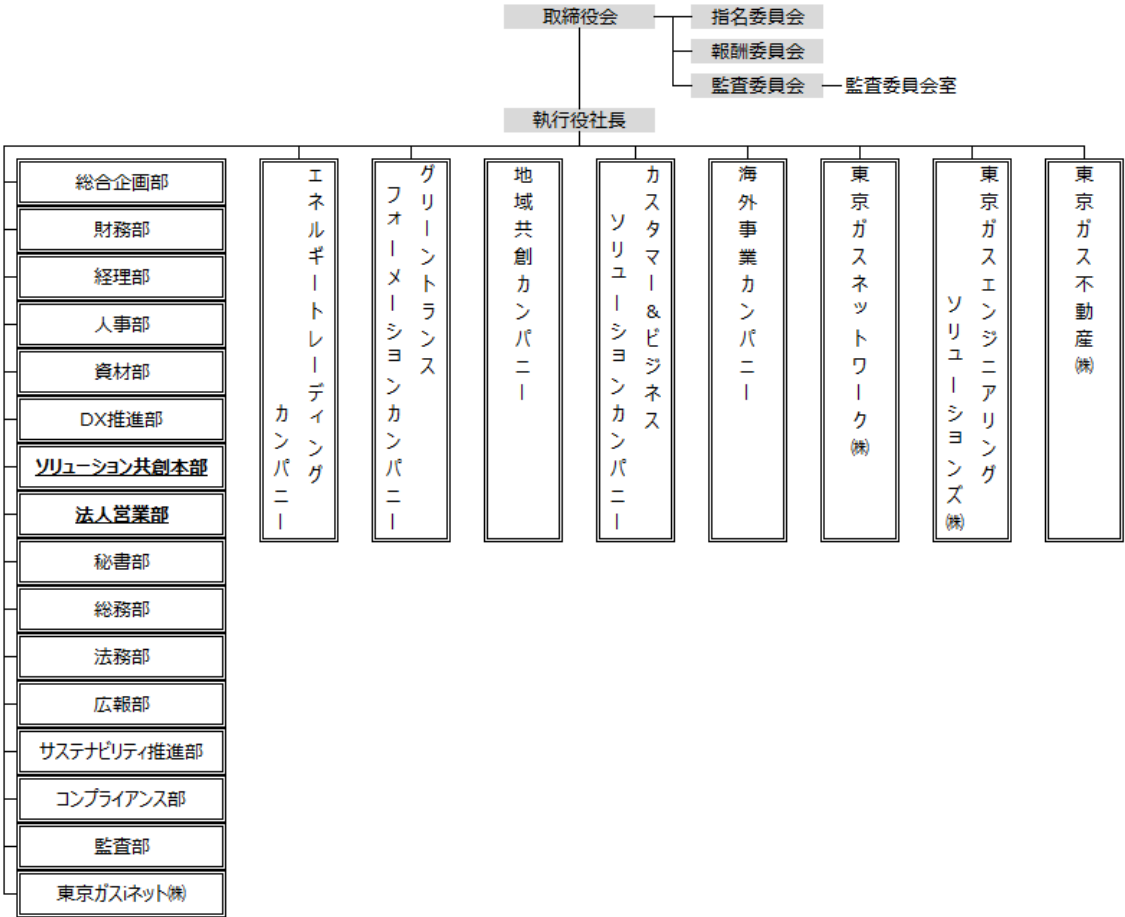 取締役会
指名委員会
報酬委員会
監査委員会
監査委員会室
執行役社長
総合企画部
財務部
経理部
人事部
資材部
DX推進部
ソリューション共創本部
法人営業部
秘書部
総務部
法務部
広報部
サステナビリティ推進部
コンプライアンス部
監査部
東京ガスiネット㈱
エネルギートレーディング
カンパニー
グリーントランス
フォーメーションカンパニー
地域共創カンパニー
カスタマー&ビジネス
ソリューションカンパニー
海外事業カンパニー
東京ガスネットワーク㈱
東京ガスエンジニアリング
ソリューションズ㈱
東京ガス不動産㈱